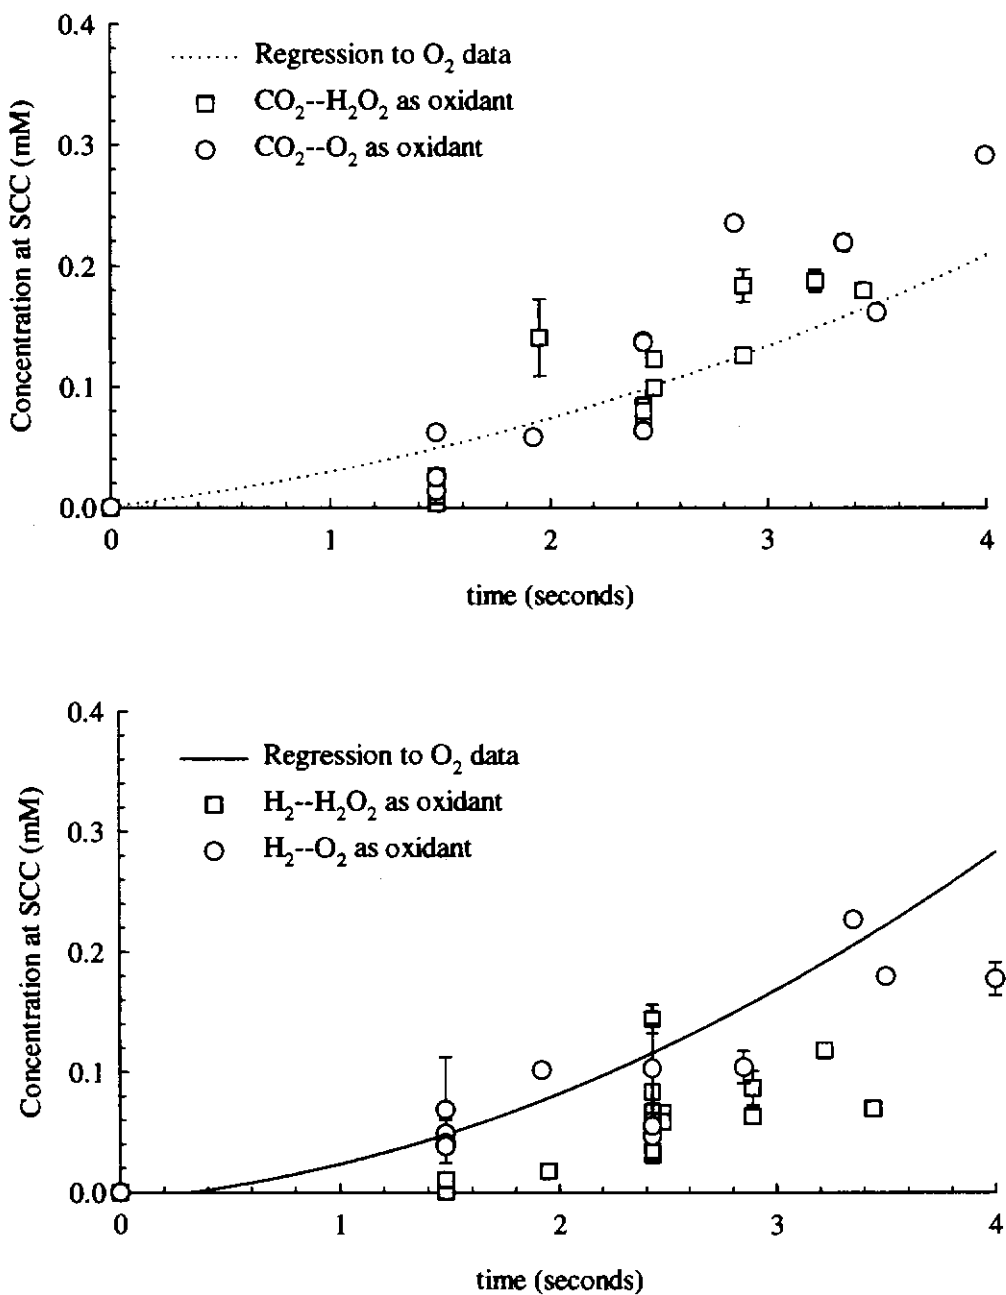 0.4
Regression to O₂ data
CO₂--H₂O₂ as oxidant
CO₂--O₂ as oxidant
0.3
0.2
0.1
0.0
Concentration at SCC (mM)
0 1 2 3 4
time (seconds)
0.4
Regression to O₂ data
H₂--H₂O₂ as oxidant
H₂--O₂ as oxidant
0.3
0.2
0.1
0.0
Concentration at SCC (mM)
0 1 2 3 4
time (seconds)